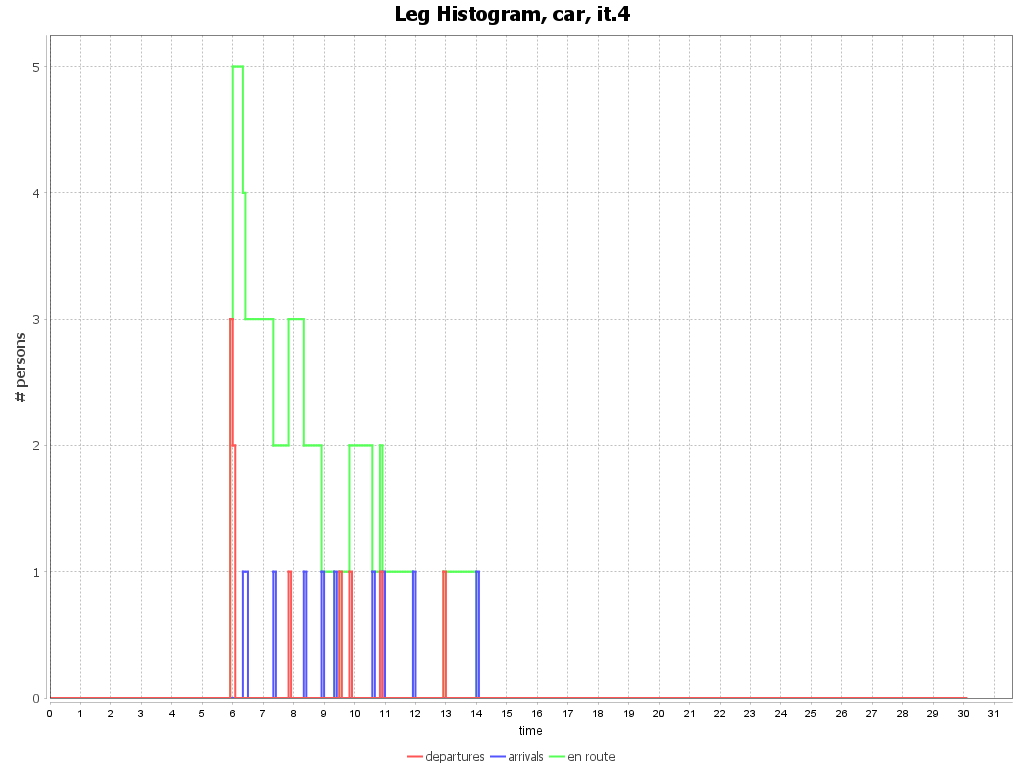 Leg Histogram, car, it.4
# persons
5
4
3
2
1
0
0 1 2 3 4 5 6 7 8 9 10 11 12 13 14 15 16 17 18 19 20 21 22 23 24 25 26 27 28 29 30 31
time
departures arrivals en route